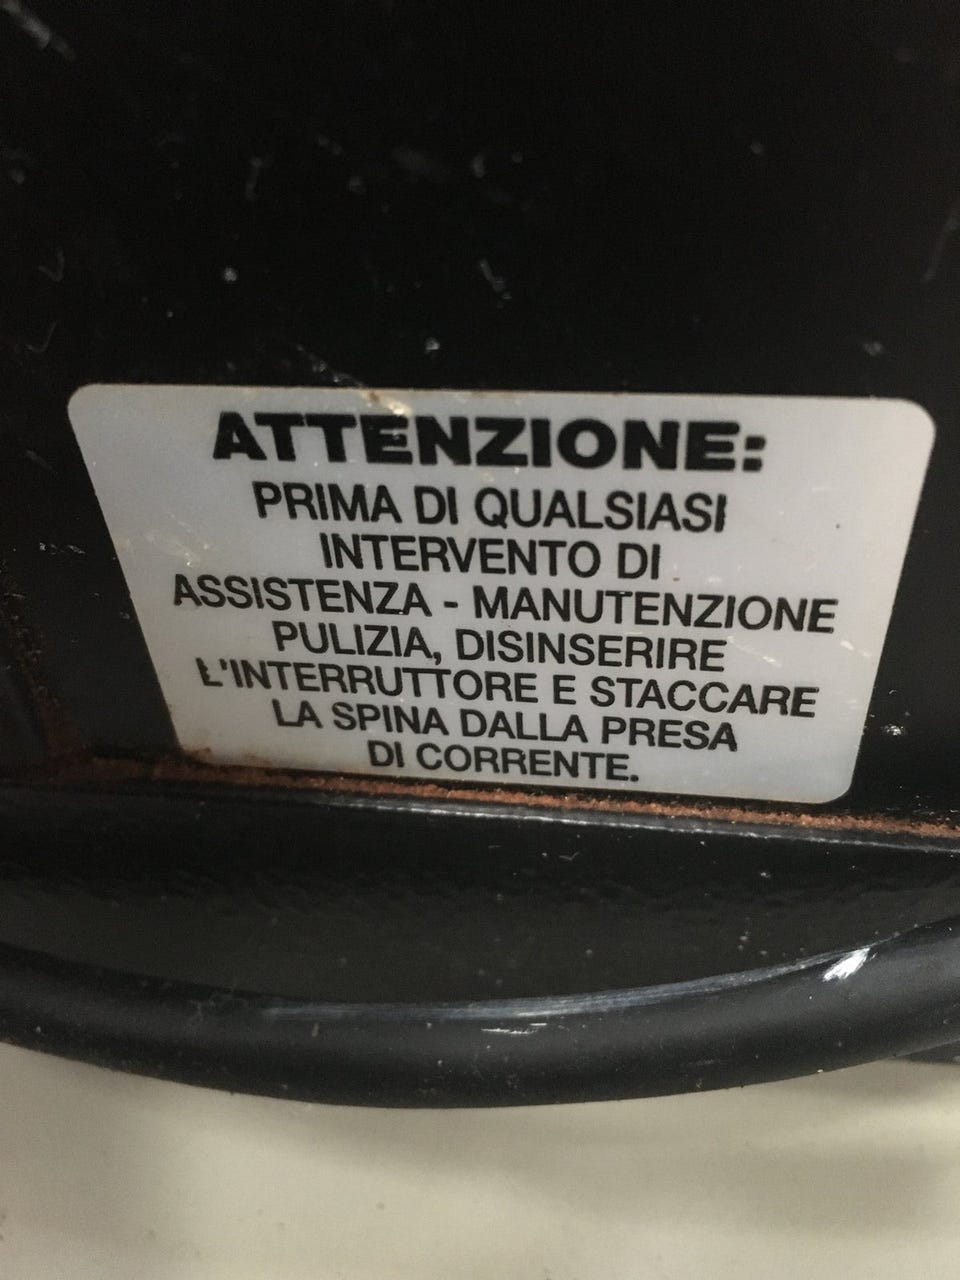 ATTENZIONE:
PRIMA DI QUALSIASI
INTERVENTO DI
ASSISTENZA - MANUTENZIONE
PULIZIA, DISINSERIRE
L'INTERRUTTORE E STACCARE
LA SPINA DALLA PRESA
DI CORRENTE.